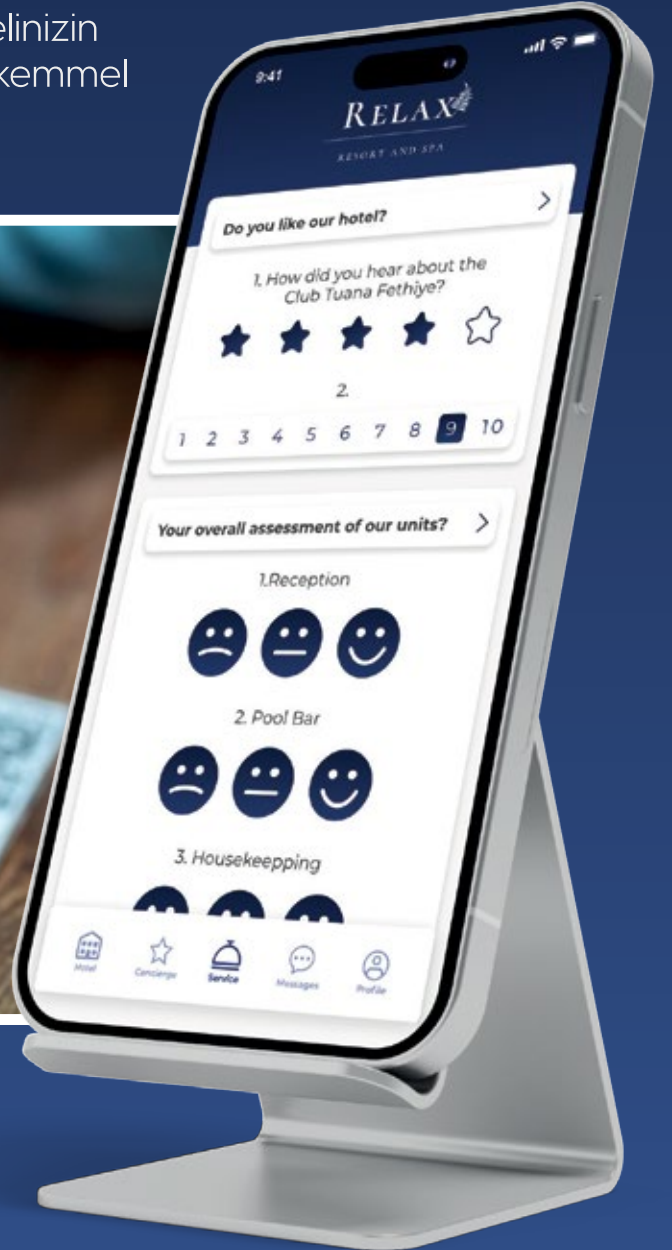 elinizin
kemmel
9:41
RELAX
RESORT AND SPA
Do you like our hotel?
1. How did you hear about the
Club Tuana Fethiye?
2.
1 2 3 4 5 6 7 8 9 10
Your overall assessment of our units?
1.Reception
2. Pool Bar
3. Housekeepping
Hotel Concierge Service Messages Profile